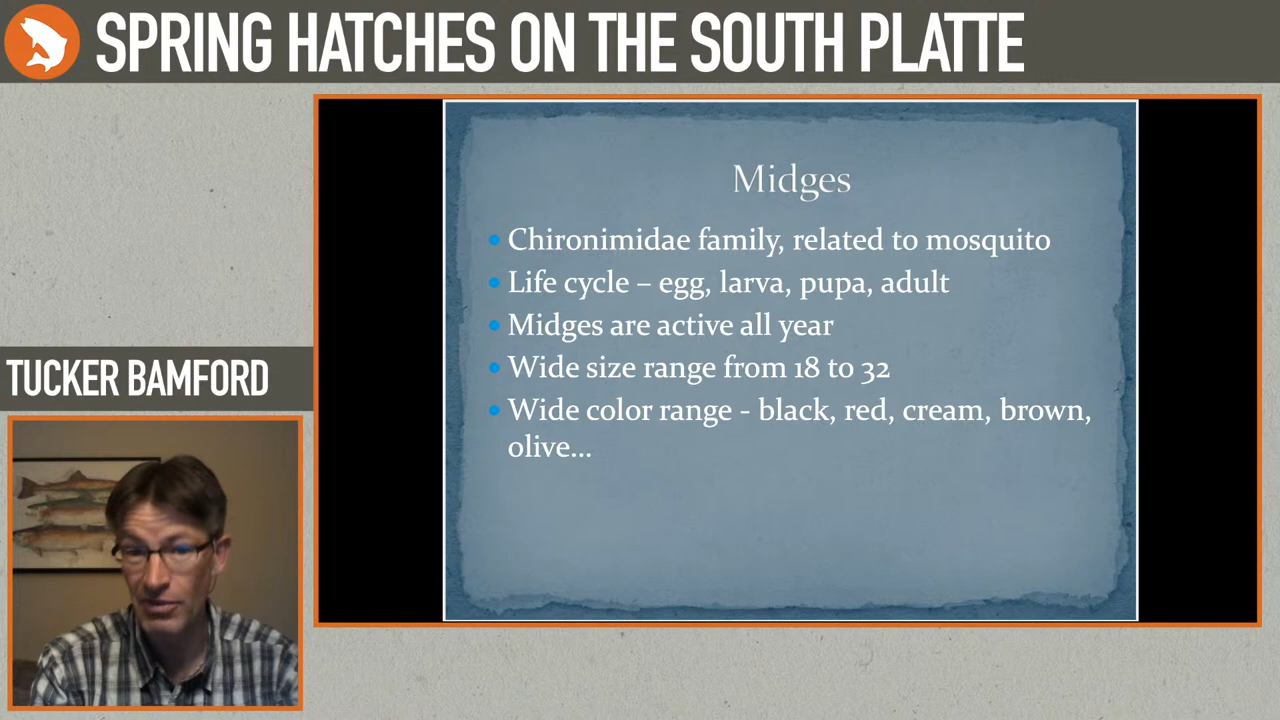 SPRING HATCHES ON THE SOUTH PLATTE
Midges
• Chironimidae family, related to mosquito
• Life cycle – egg, larva, pupa, adult
• Midges are active all year
• Wide size range from 18 to 32
• Wide color range - black, red, cream, brown,
olive...
TUCKER BAMFORD